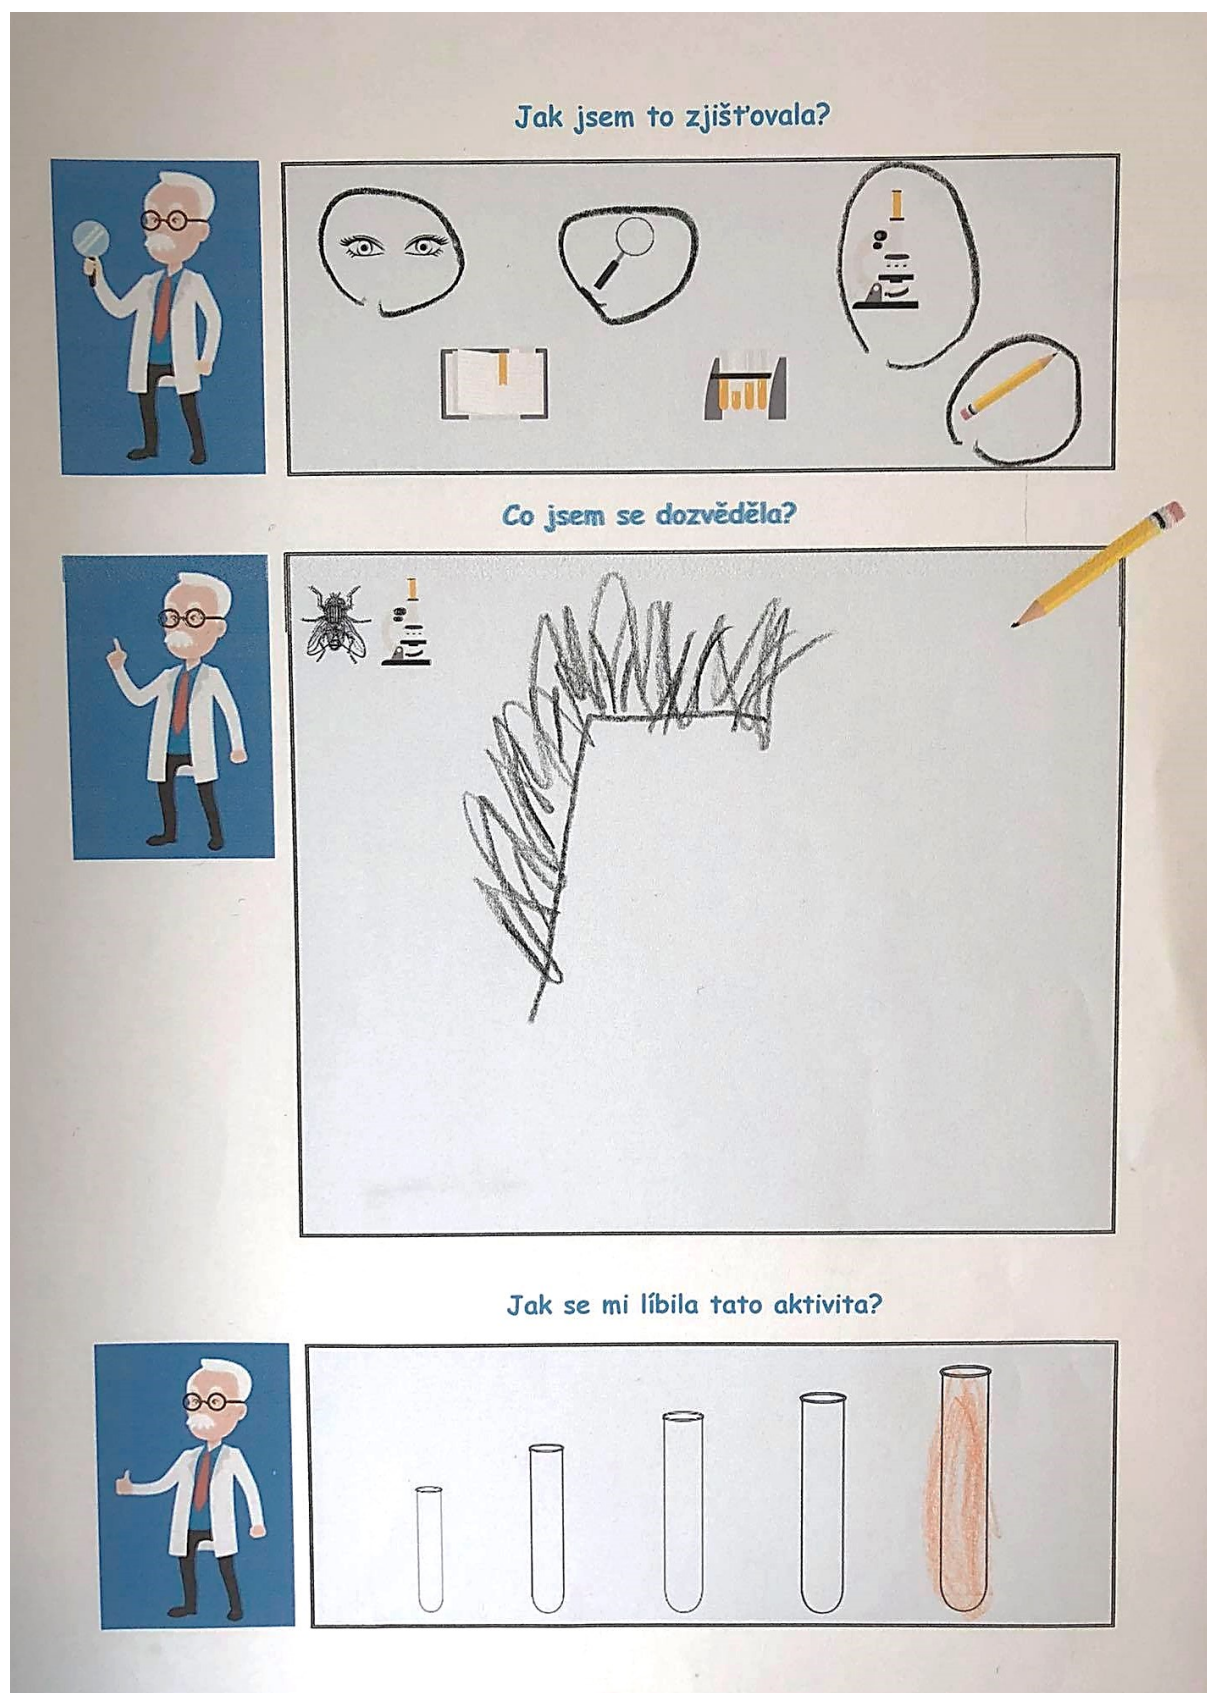 Jak jsem to zjišťovala?
Co jsem se dozvěděla?
Jak se mi líbila tato aktivita?